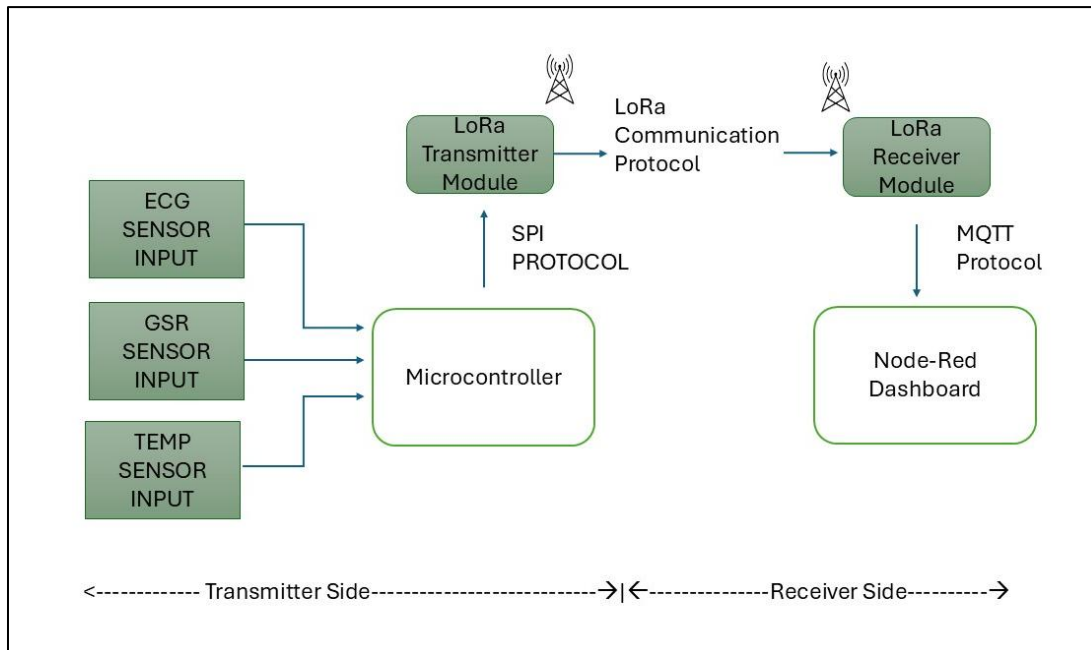 LoRa
Transmitter
Module
LoRa
Communication
Protocol
LoRa
Receiver
Module
ECG
SENSOR
INPUT
SPI
PROTOCOL
MQTT
Protocol
GSR
SENSOR
INPUT
Microcontroller
Node-Red
Dashboard
TEMP
SENSOR
INPUT
<------------- Transmitter Side----------------------------→|←---------------Receiver Side-----------→